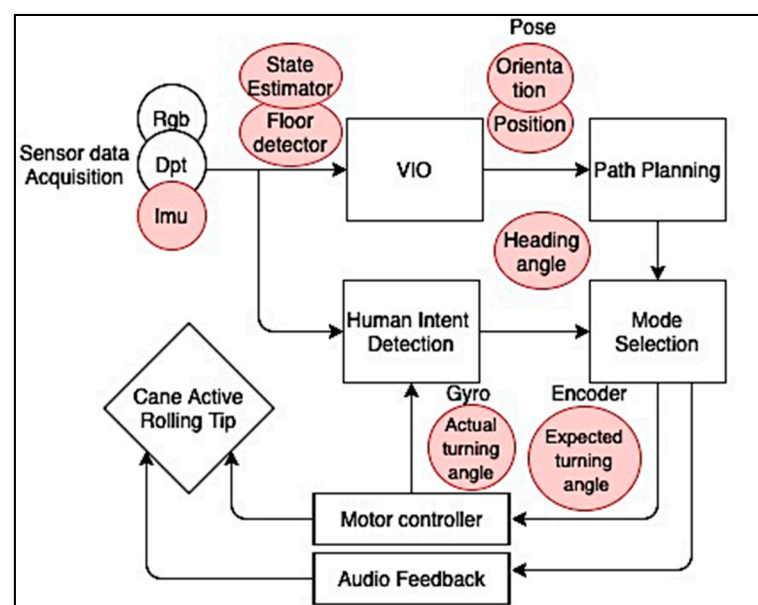 Pose
State
Estimator
Orienta
tion
Rgb
Floor
detector
Position
Sensor data
Acquisition
Dpt
VIO
Path Planning
Imu
Heading
angle
Human Intent
Detection
Mode
Selection
Cane Active
Rolling Tip
Gyro
Encoder
Actual
turning
angle
Expected
turning
angle
Motor controller
Audio Feedback